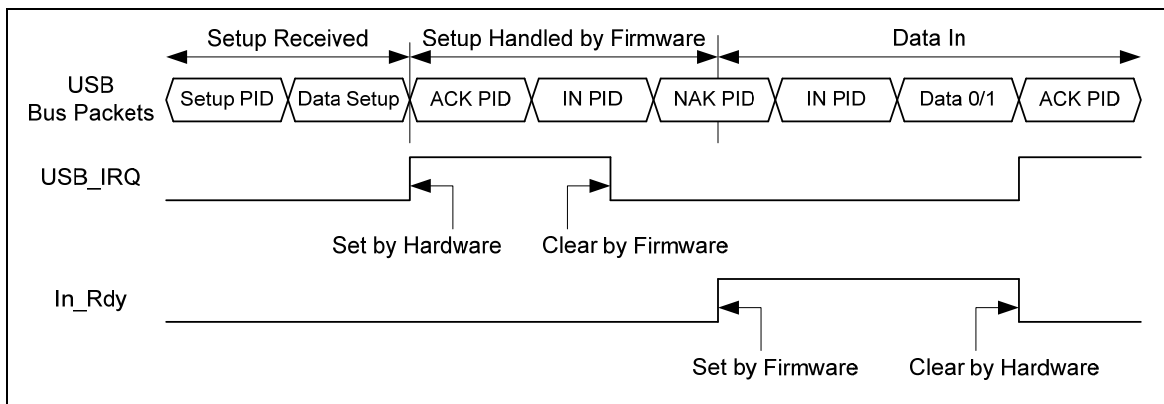 Setup Received Setup Handled by Firmware Data In
USB
Bus Packets
Setup PID Data Setup ACK PID IN PID NAK PID IN PID Data 0/1 ACK PID
USB_IRQ
Set by Hardware Clear by Firmware
In_Rdy
Set by Firmware Clear by Hardware